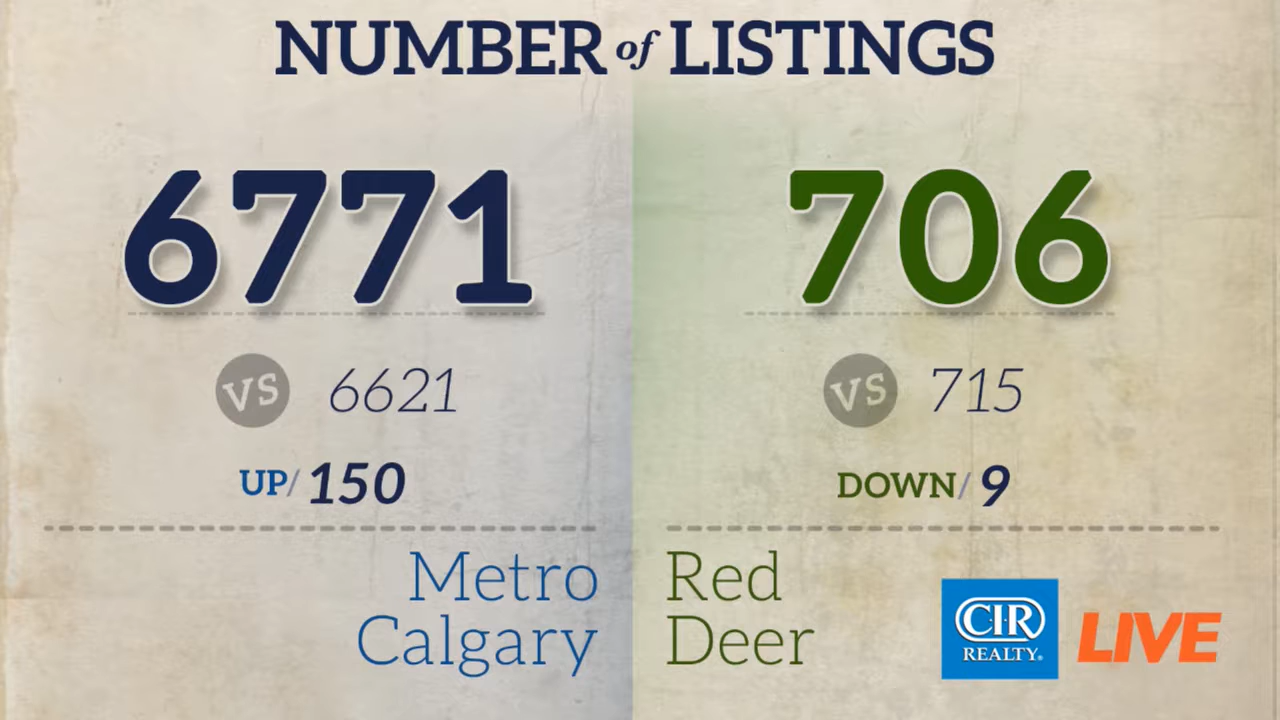 NUMBER of LISTINGS
6771
VS 6621
UP/ 150
Metro
Calgary
706
VS 715
DOWN/ 9
Red
Deer
CIR
REALTY.
LIVE